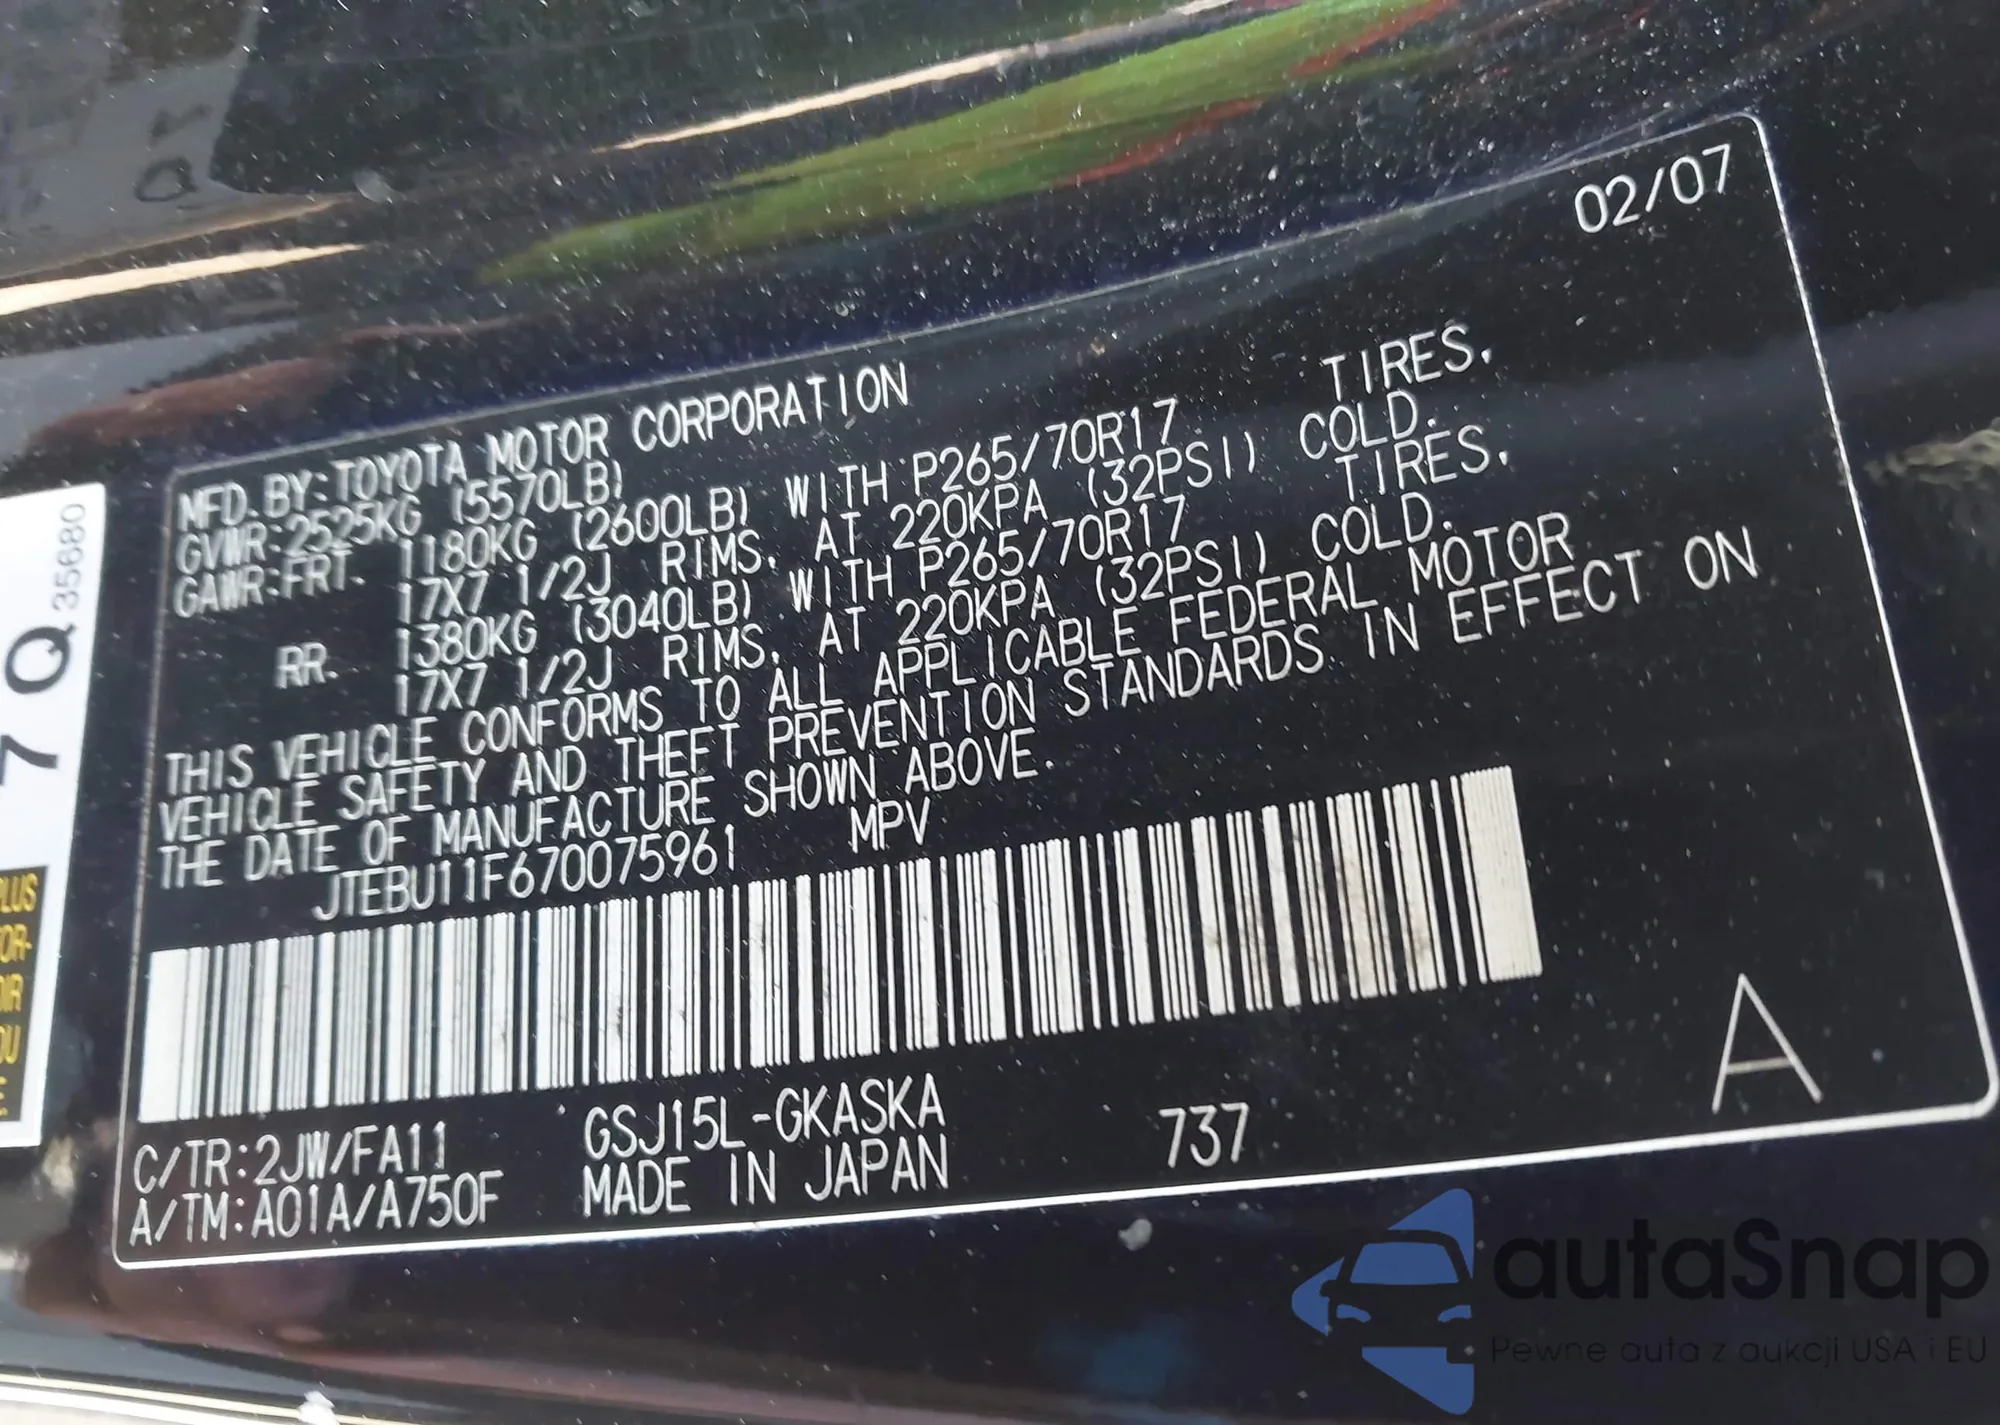 02/07
MFD. BY: TOYOTA MOTOR CORPORATION
GVWR: 2525KG (5570LB)
GAWR: FRT. 1180KG (2600LB) WITH P265/70R17 TIRES,
17X7 1/2J RIMS, AT 220KPA (32PSI) COLD.
RR. 1380KG (3040LB) WITH P265/70R17 TIRES,
17X7 1/2J RIMS, AT 220KPA (32PSI) COLD.
THIS VEHICLE CONFORMS TO ALL APPLICABLE FEDERAL MOTOR
VEHICLE SAFETY AND THEFT PREVENTION STANDARDS IN EFFECT ON
THE DATE OF MANUFACTURE SHOWN ABOVE.
JTEBU11F670075961 MPV
A
C/TR: 2JW/FA11 GSJ15L-GKASKA 737
A/TM: A01A/A750F MADE IN JAPAN
7 Q 35680
PLUS
autaSnap
Pewne auta z aukcji USA i EU